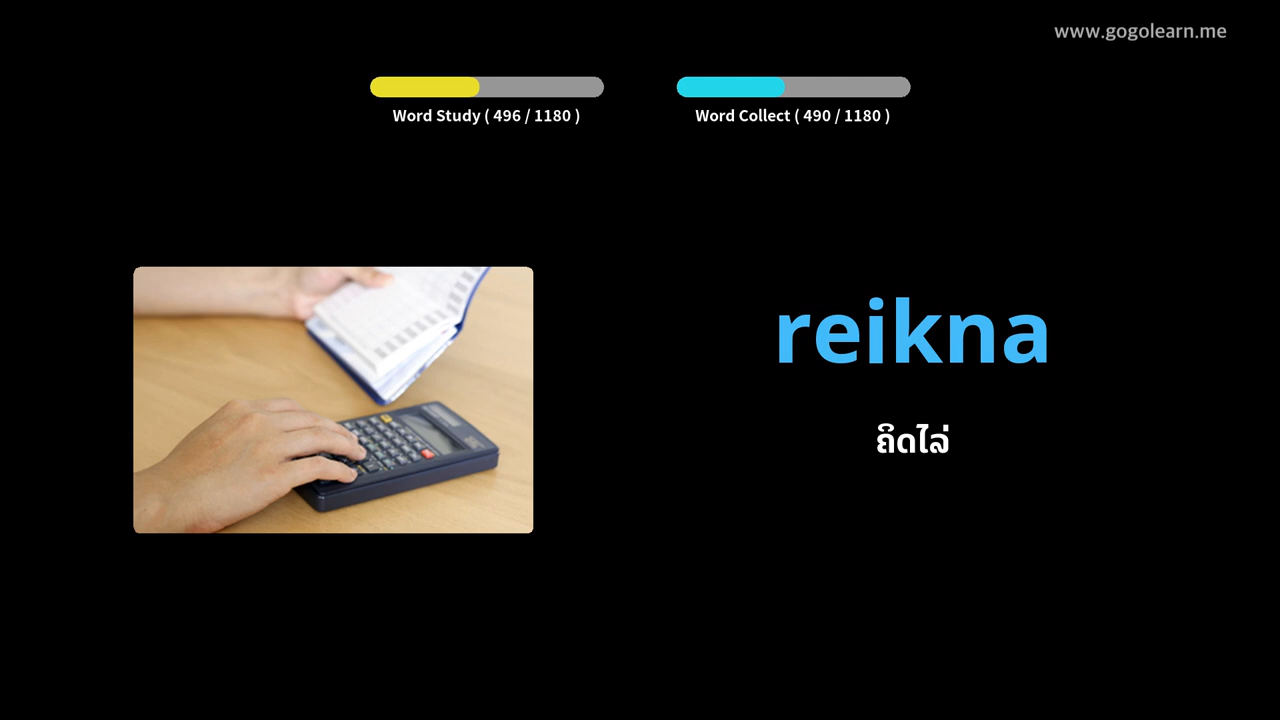 www.gogolearn.me
Word Study ( 496 / 1180 )
Word Collect ( 490 / 1180 )
reikna
ຄິດໄລ່